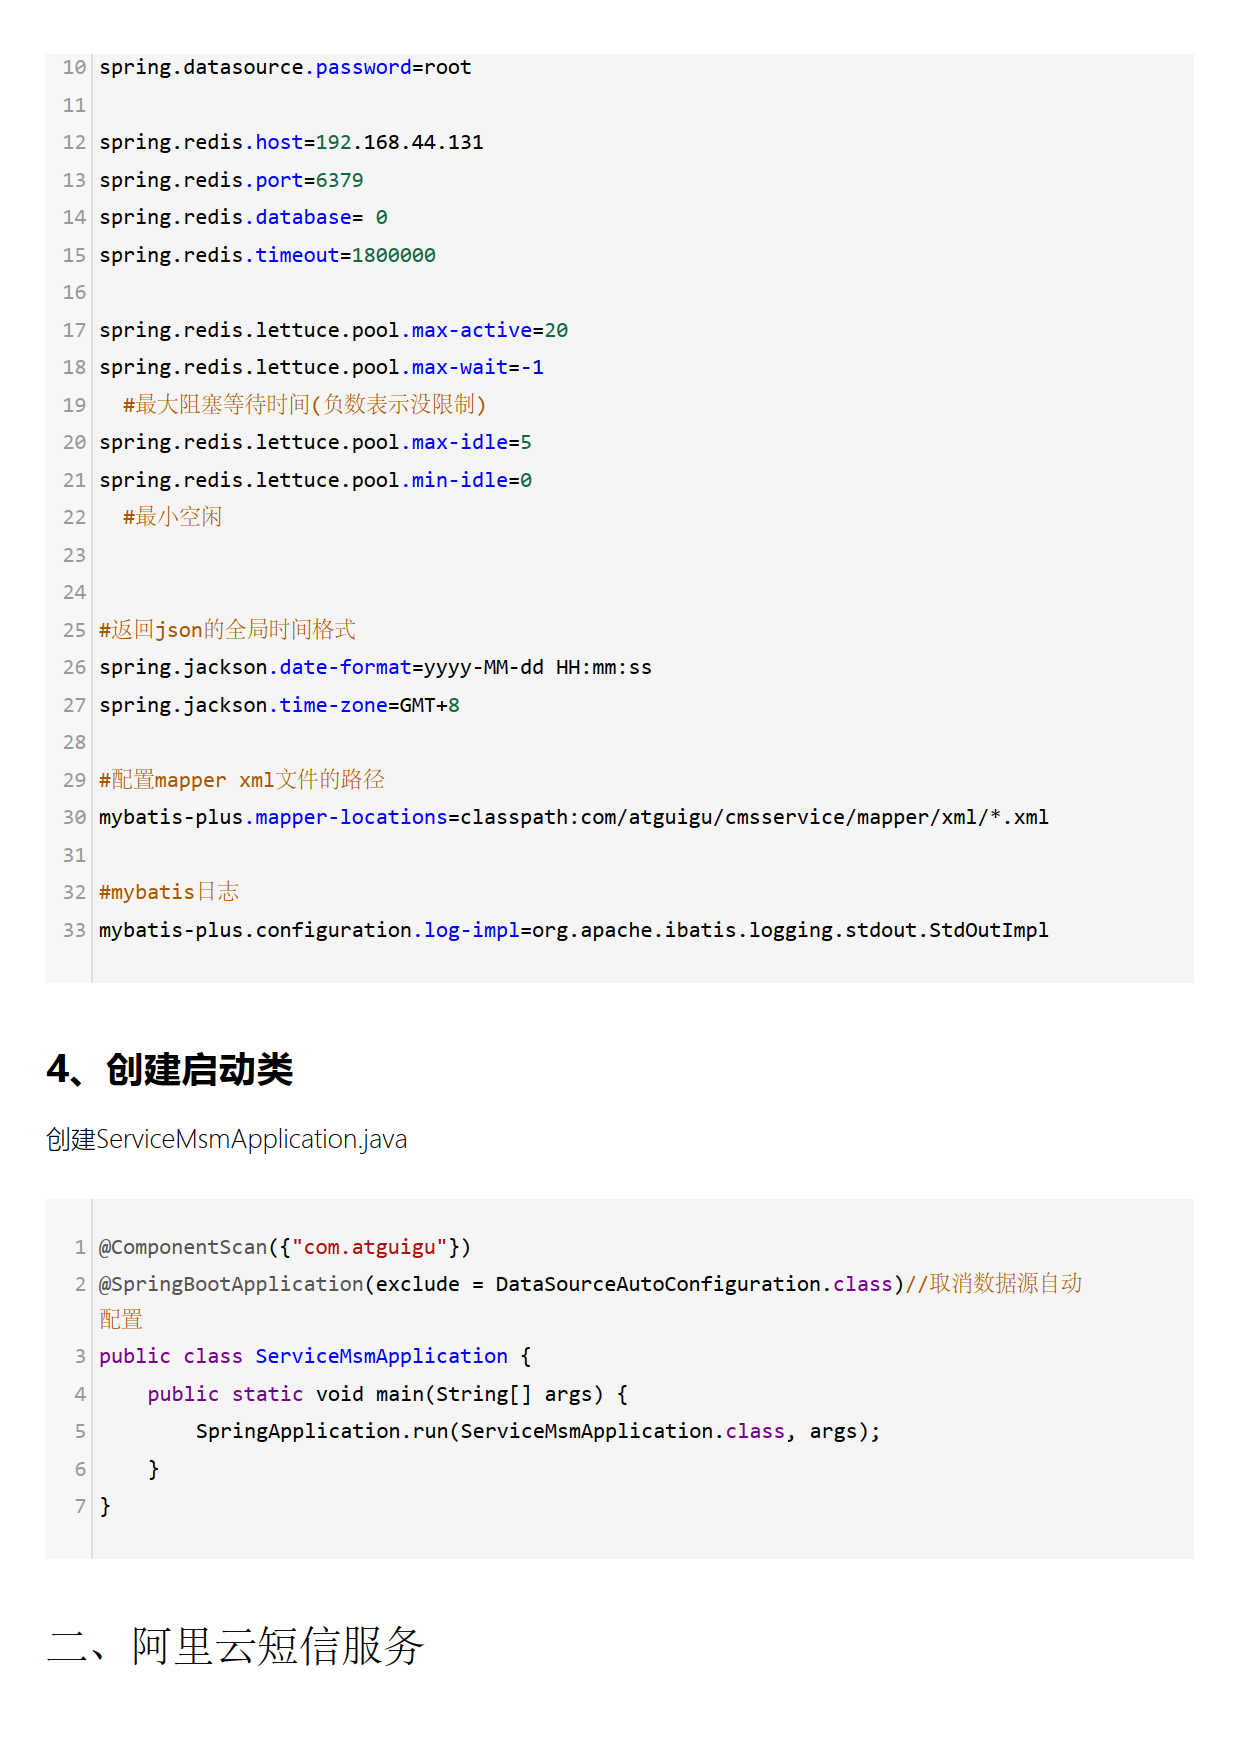 10 spring.datasource.password=root
11
12 spring.redis.host=192.168.44.131
13 spring.redis.port=6379
14 spring.redis.database= 0
15 spring.redis.timeout=1800000
16
17 spring.redis.lettuce.pool.max-active=20
18 spring.redis.lettuce.pool.max-wait=-1
19   #最大阻塞等待时间(负数表示没限制)
20 spring.redis.lettuce.pool.max-idle=5
21 spring.redis.lettuce.pool.min-idle=0
22   #最小空闲
23
24
25 #返回json的全局时间格式
26 spring.jackson.date-format=yyyy-MM-dd HH:mm:ss
27 spring.jackson.time-zone=GMT+8
28
29 #配置mapper xml文件的路径
30 mybatis-plus.mapper-locations=classpath:com/atguigu/cmsservice/mapper/xml/*.xml
31
32 #mybatis日志
33 mybatis-plus.configuration.log-impl=org.apache.ibatis.logging.stdout.StdOutImpl
4、创建启动类
创建ServiceMsmApplication.java
1 @ComponentScan({"com.atguigu"})
2 @SpringBootApplication(exclude = DataSourceAutoConfiguration.class)//取消数据源自动
配置
3 public class ServiceMsmApplication {
4     public static void main(String[] args) {
5         SpringApplication.run(ServiceMsmApplication.class, args);
6     }
7 }
二、阿里云短信服务